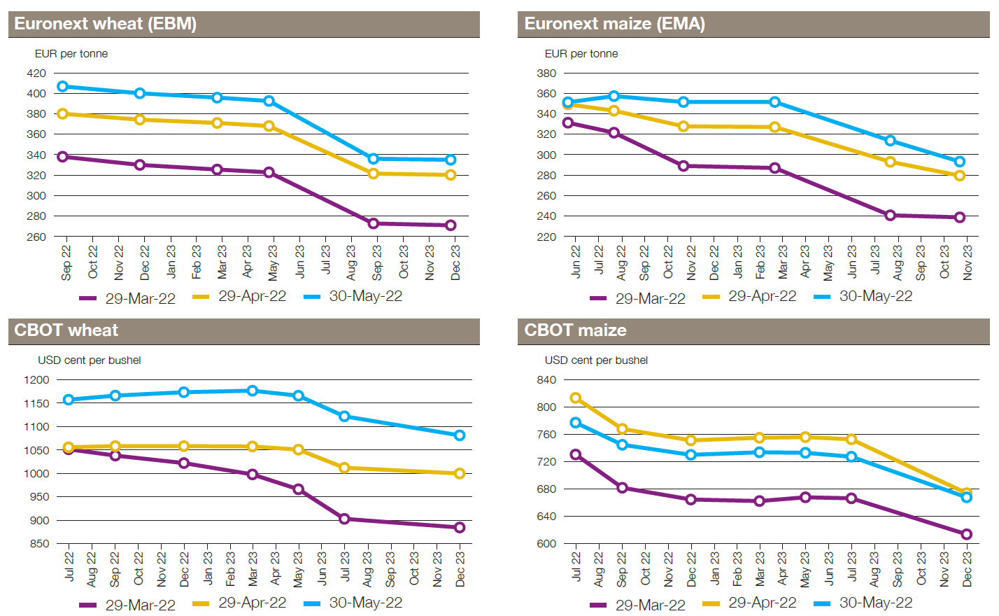 Euronext wheat (EBM)
EUR per tonne
420
400
380
360
340
320
300
280
260
Sep 22
Oct 22
Nov 22
Dec 22
Jan 23
Feb 23
Mar 23
Apr 23
May 23
Jun 23
Jul 23
Aug 23
Sep 23
Oct 23
Nov 23
Dec 23
29-Mar-22 29-Apr-22 30-May-22
Euronext maize (EMA)
EUR per tonne
380
360
340
320
300
280
260
240
220
Jun 22
Jul 22
Aug 22
Sep 22
Oct 22
Nov 22
Dec 22
Jan 23
Feb 23
Mar 23
Apr 23
May 23
Jun 23
Jul 23
Aug 23
Sep 23
Oct 23
Nov 23
29-Mar-22 29-Apr-22 30-May-22
CBOT wheat
USD cent per bushel
1200
1150
1100
1050
1000
950
900
850
Jul 22
Aug 22
Sep 22
Oct 22
Nov 22
Dec 22
Jan 23
Feb 23
Mar 23
Apr 23
May 23
Jun 23
Jul 23
Aug 23
Sep 23
Oct 23
Nov 23
Dec 23
29-Mar-22 29-Apr-22 30-May-22
CBOT maize
USD cent per bushel
840
800
760
720
680
640
600
Jul 22
Aug 22
Sep 22
Oct 22
Nov 22
Dec 22
Jan 23
Feb 23
Mar 23
Apr 23
May 23
Jun 23
Jul 23
Aug 23
Sep 23
Oct 23
Nov 23
Dec 23
29-Mar-22 29-Apr-22 30-May-22